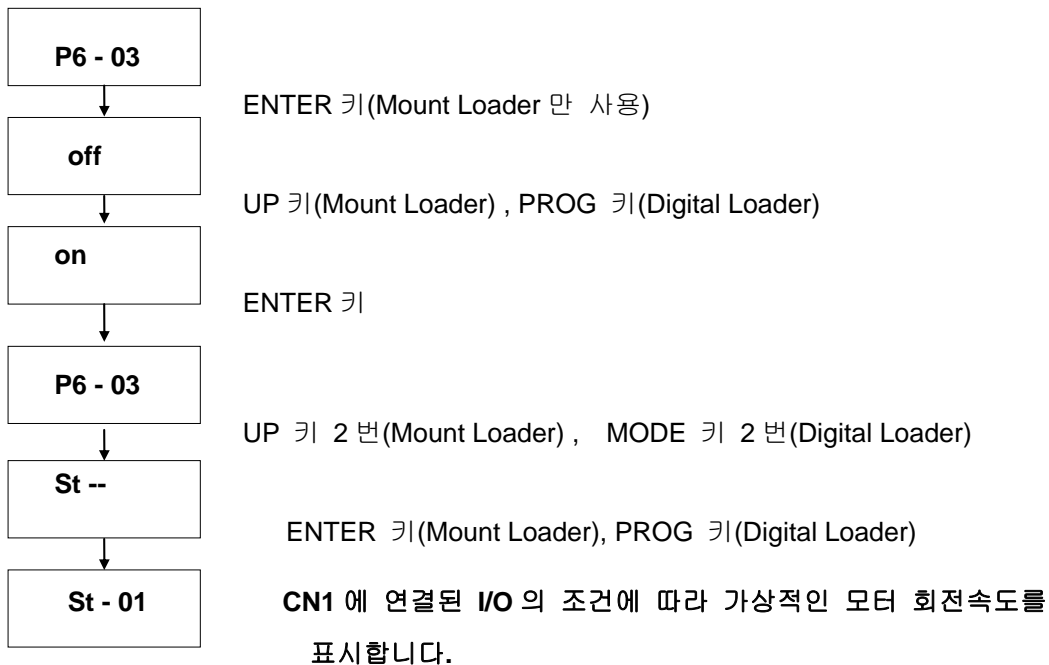 P6 - 03
ENTER 키(Mount Loader 만 사용)
off
UP 키(Mount Loader) , PROG 키(Digital Loader)
on
ENTER 키
P6 - 03
UP 키 2 번(Mount Loader) , MODE 키 2 번(Digital Loader)
St --
ENTER 키(Mount Loader), PROG 키(Digital Loader)
St - 01
CN1 에 연결된 I/O 의 조건에 따라 가상적인 모터 회전속도를
표시합니다.